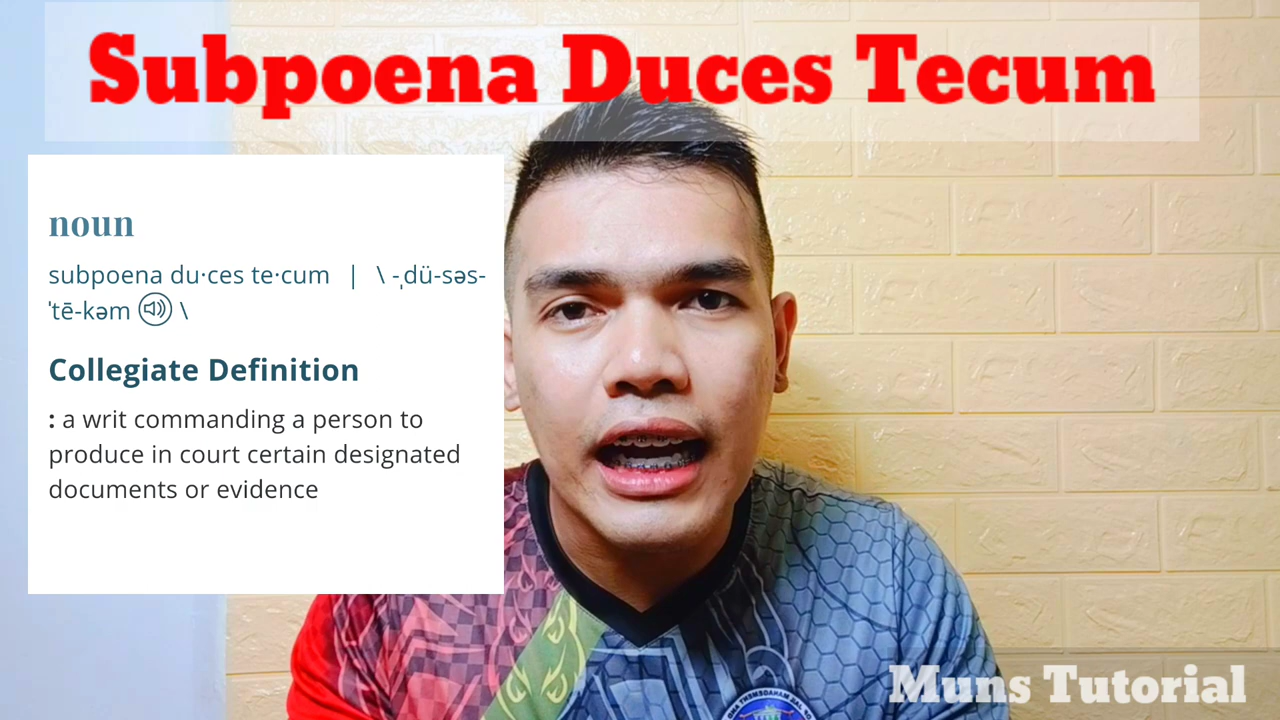 Subpoena Duces Tecum
noun
subpoena du·ces te·cum | \ -ˌdü-səs-
ˈtē-kəm \
Collegiate Definition
: a writ commanding a person to
produce in court certain designated
documents or evidence
Muns Tutorial